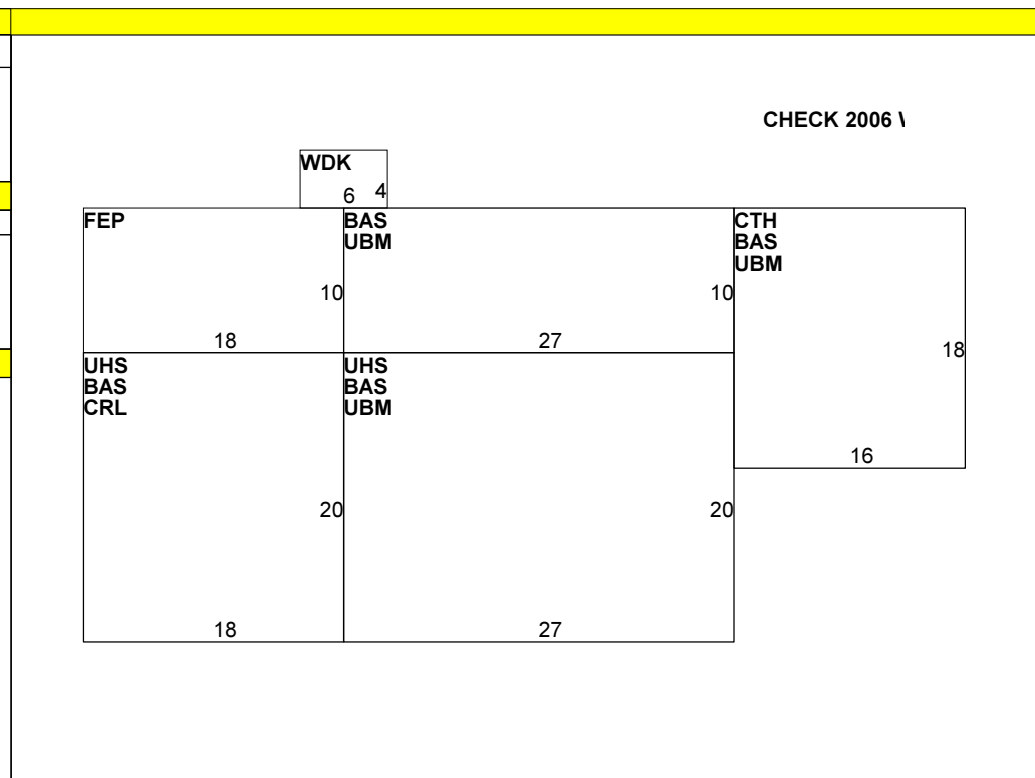 CHECK 2006
WDK
6 4
FEP
BAS
UBM
CTH
BAS
UBM
10
10
18
27
18
UHS
BAS
CRL
UHS
BAS
UBM
16
20
20
18
27